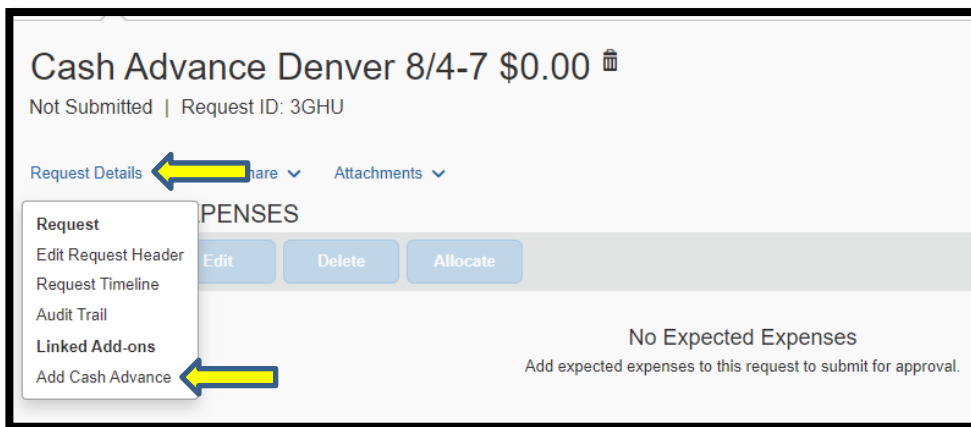 Cash Advance Denver 8/4-7 $0.00
Not Submitted | Request ID: 3GHU
Request Details hare Attachments
PENSES
Request
Edit Request Header
Request Timeline
Audit Trail
Linked Add-ons
Add Cash Advance
Edit Delete Allocate
No Expected Expenses
Add expected expenses to this request to submit for approval.